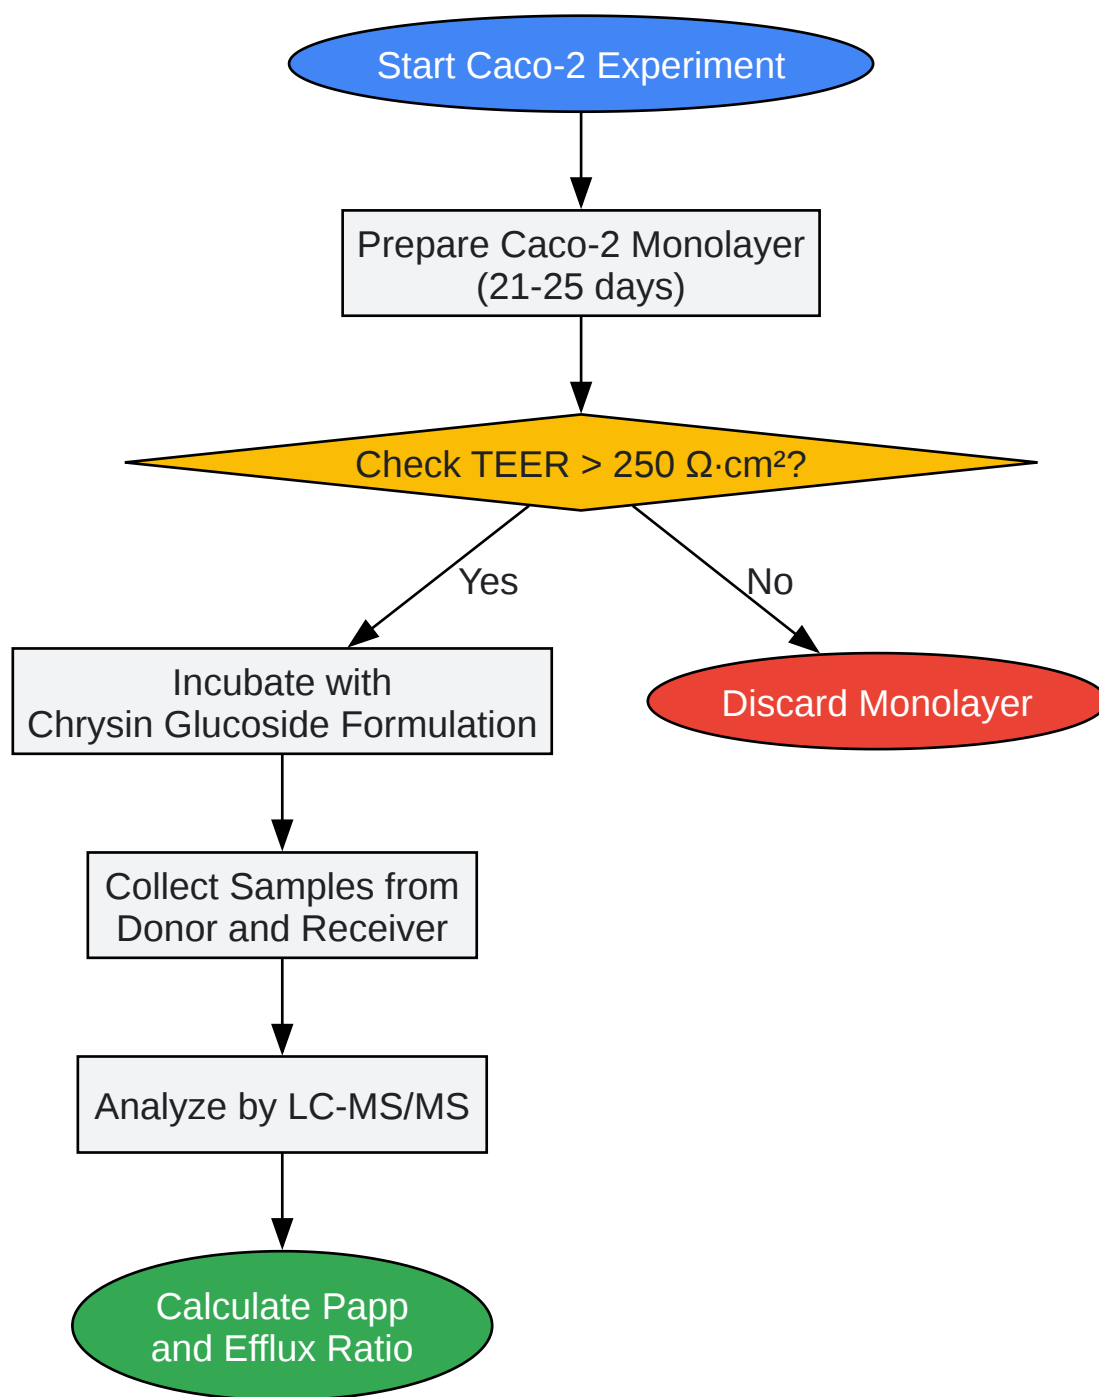 Start Caco-2 Experiment
Prepare Caco-2 Monolayer
(21-25 days)
Check TEER > 250 Ω·cm²?
Yes
No
Incubate with
Chrysin Glucoside Formulation
Discard Monolayer
Collect Samples from
Donor and Receiver
Analyze by LC-MS/MS
Calculate Papp
and Efflux Ratio